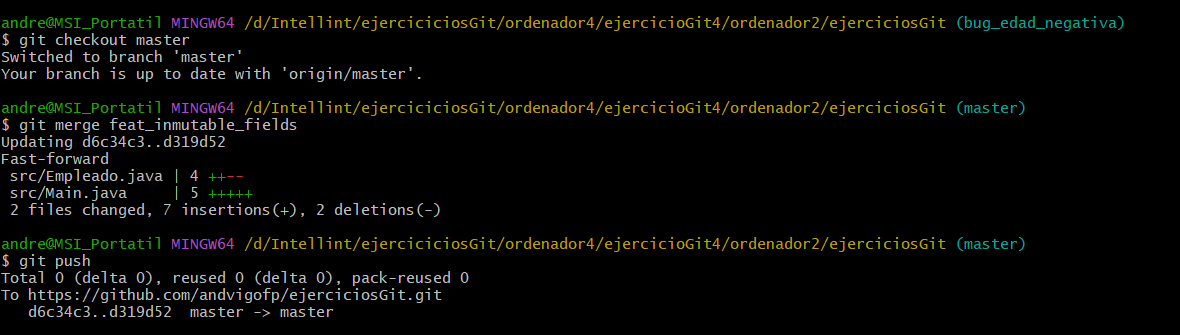 andre@MSI_Portatil MINGW64 /d/Intellint/ejerciciciosGit/ordenador4/ejercicioGit4/ordenador2/ejerciciosGit (bug_edad_negativa)
$ git checkout master
Switched to branch 'master'
Your branch is up to date with 'origin/master'.
andre@MSI_Portatil MINGW64 /d/Intellint/ejerciciciosGit/ordenador4/ejercicioGit4/ordenador2/ejerciciosGit (master)
$ git merge feat_inmutable_fields
Updating d6c34c3..d319d52
Fast-forward
 src/Empleado.java | 4 ++--
 src/Main.java     | 5 +++++
 2 files changed, 7 insertions(+), 2 deletions(-)
andre@MSI_Portatil MINGW64 /d/Intellint/ejerciciciosGit/ordenador4/ejercicioGit4/ordenador2/ejerciciosGit (master)
$ git push
Total 0 (delta 0), reused 0 (delta 0), pack-reused 0
To https://github.com/andvigofp/ejerciciosGit.git
   d6c34c3..d319d52  master -> master